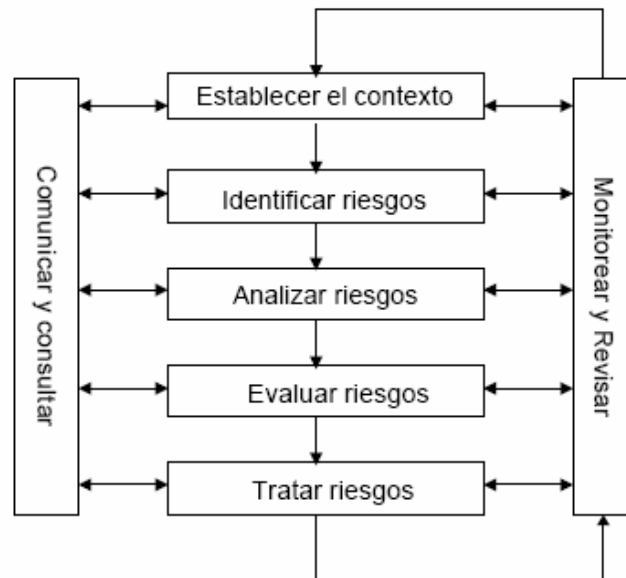 Establecer el contexto
Identificar riesgos
Analizar riesgos
Evaluar riesgos
Tratar riesgos
Comunicar y consultar
Monitorear y Revisar